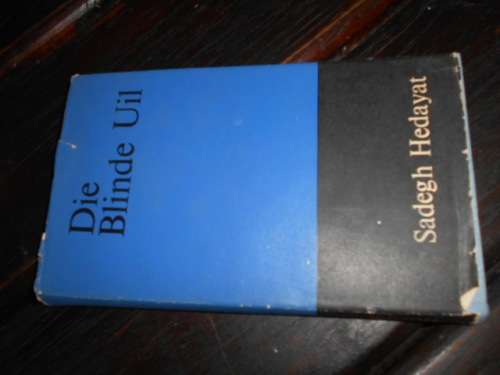 Die
Blinde Uil
Sadegh Hedayat